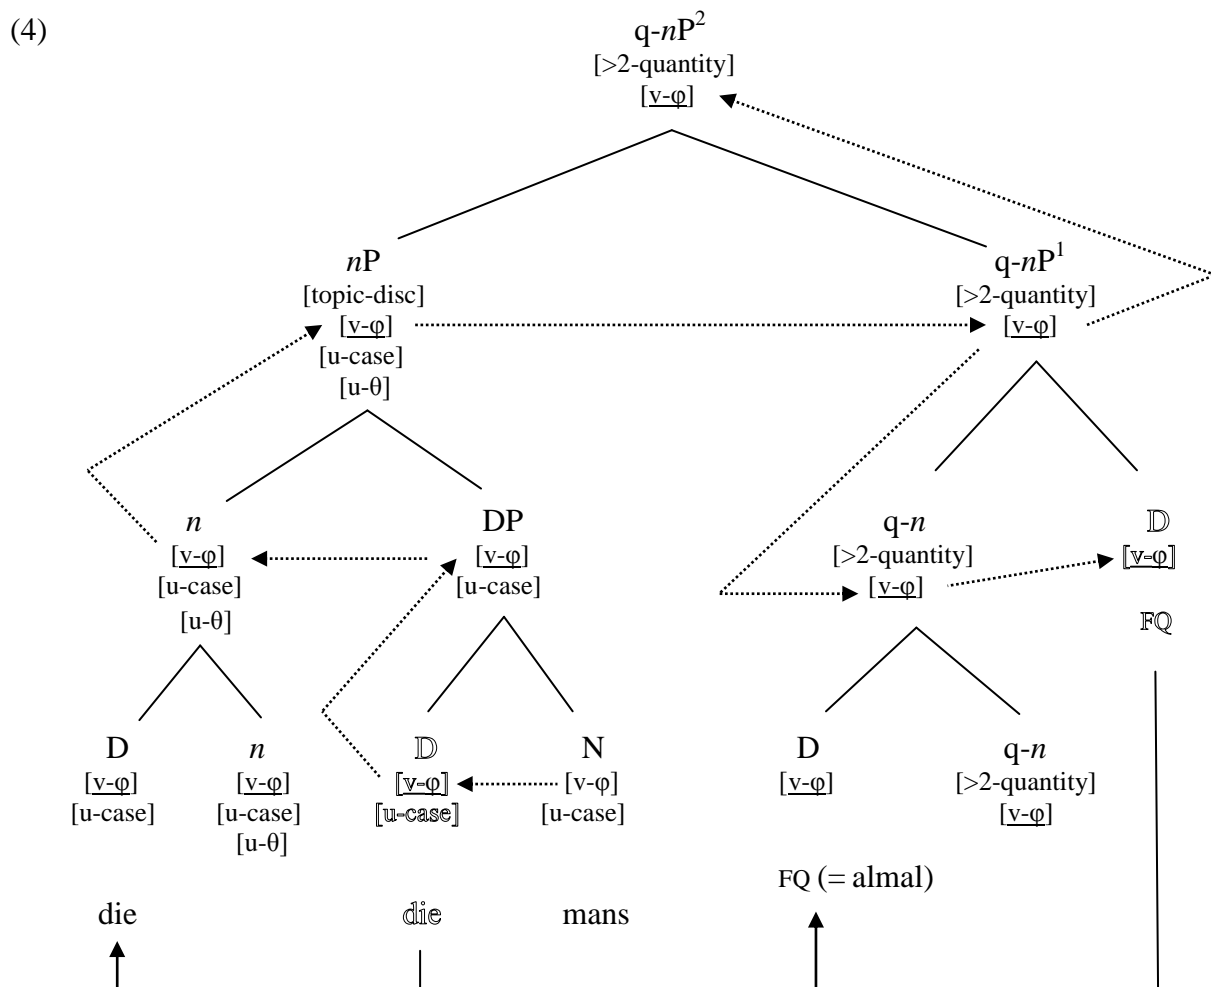 (4)
q-nP²
[>2-quantity]
[v-φ]
nP q-nP¹
[topic-disc] [>2-quantity]
[v-φ] [v-φ]
[u-case]
[u-θ]
n DP q-n 𝔻
[v-φ] [v-φ] [>2-quantity] [v-φ]
[u-case] [u-case] [v-φ]
[u-θ] FQ
D n 𝔻 N D q-n
[v-φ] [v-φ] [v-φ] [v-φ] [v-φ] [>2-quantity]
[u-case] [u-case] [u-case] [u-case] [v-φ]
[u-θ]
FQ (= almal)
die die mans